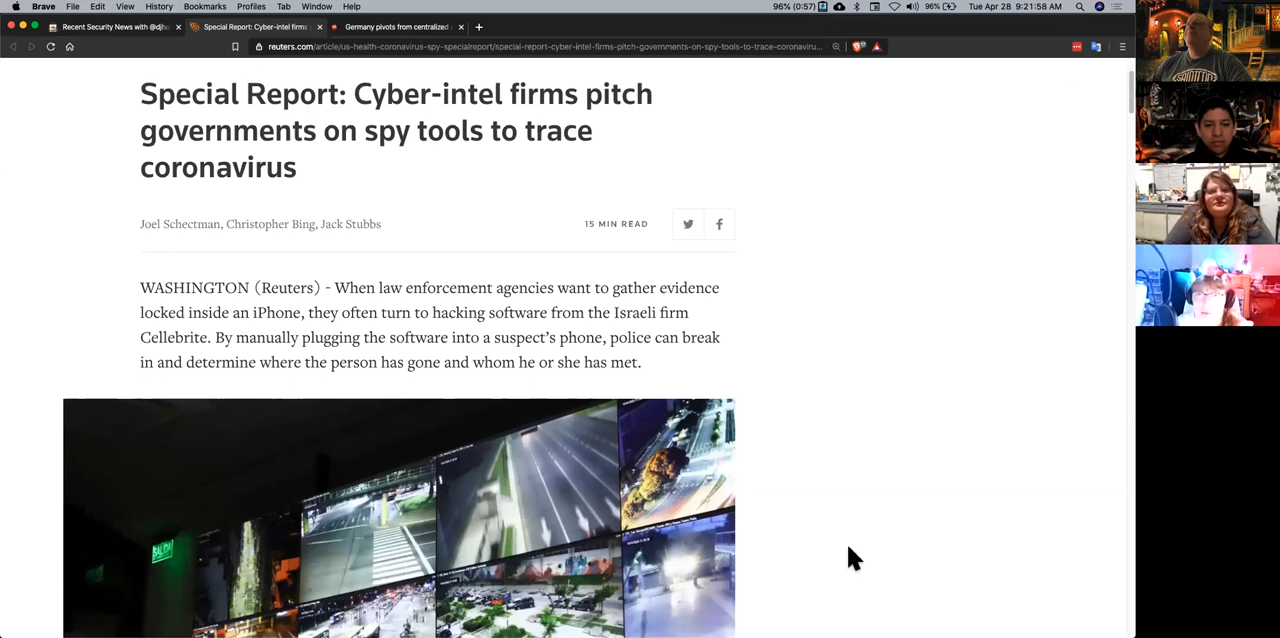 Brave File Edit View History Bookmarks Profiles Tab Window Help
96% (0:57) 96% Tue Apr 28 9:21:58 AM
Recent Security News with @djha
Special Report: Cyber-intel firms
Germany pivots from centralized
reuters.com/article/us-health-coronavirus-spy-specialreport/special-report-cyber-intel-firms-pitch-governments-on-spy-tools-to-trace-coronaviru...
Special Report: Cyber-intel firms pitch
governments on spy tools to trace
coronavirus
Joel Schectman, Christopher Bing, Jack Stubbs
15 MIN READ
WASHINGTON (Reuters) - When law enforcement agencies want to gather evidence
locked inside an iPhone, they often turn to hacking software from the Israeli firm
Cellebrite. By manually plugging the software into a suspect's phone, police can break
in and determine where the person has gone and whom he or she has met.
SALIDA